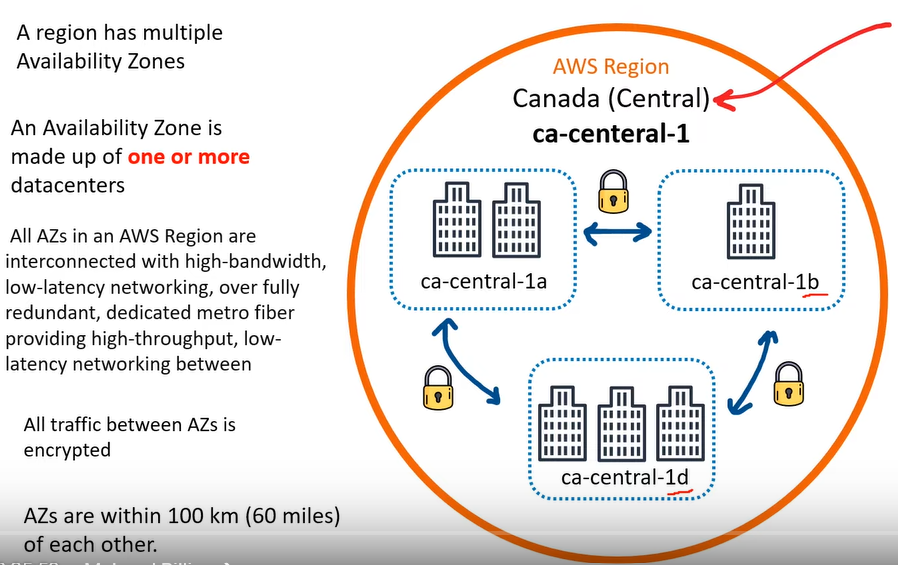 A region has multiple
Availability Zones
An Availability Zone is
made up of one or more
datacenters
All AZs in an AWS Region are
interconnected with high-bandwidth,
low-latency networking, over fully
redundant, dedicated metro fiber
providing high-throughput, low-
latency networking between
All traffic between AZs is
encrypted
AZs are within 100 km (60 miles)
of each other.
AWS Region
Canada (Central)
ca-centeral-1
ca-central-1a
ca-central-1b
ca-central-1d